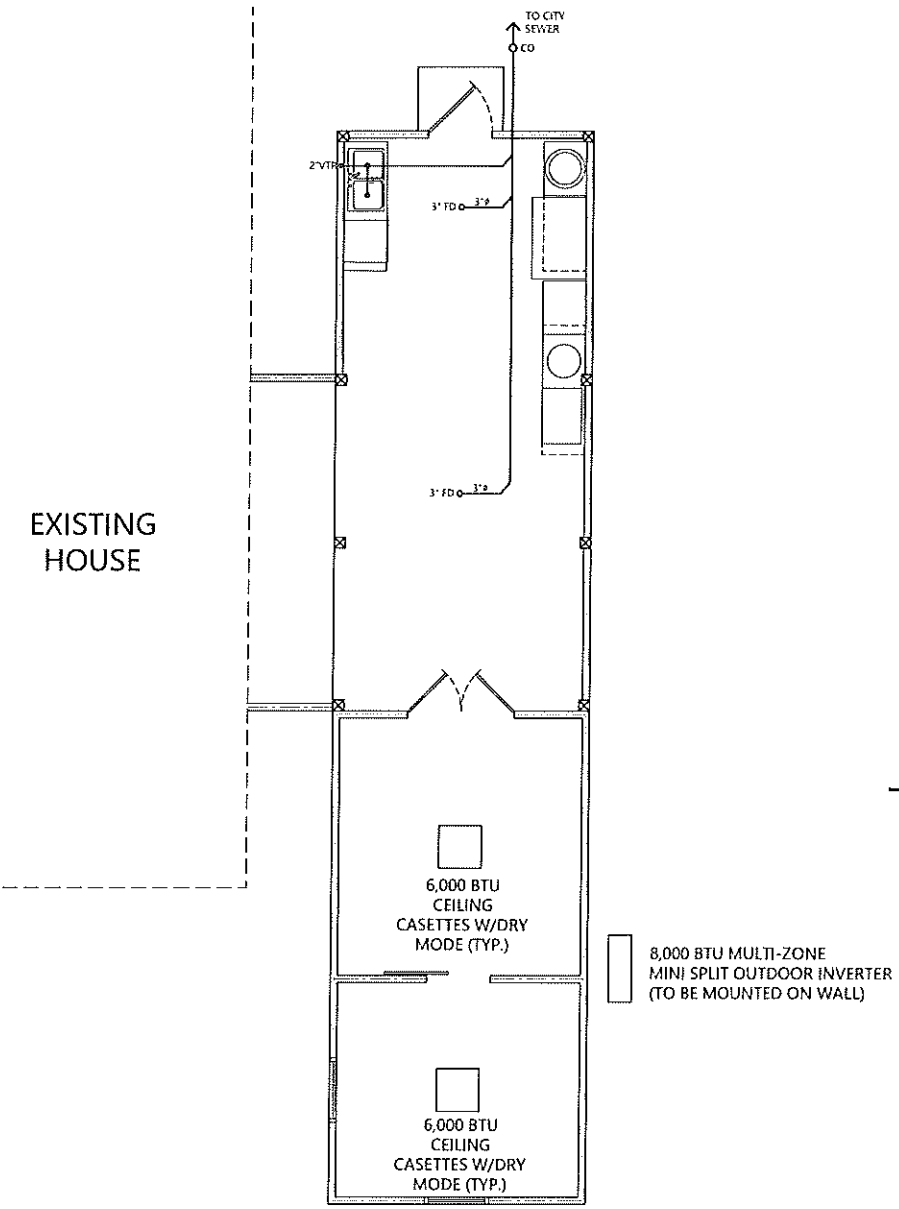 TO CITY
SEWER
CO
2"VTR
3" FD
3"ø
3" FD
3"ø
EXISTING
HOUSE
6,000 BTU
CEILING
CASETTES W/DRY
MODE (TYP.)
8,000 BTU MULTI-ZONE
MINI SPLIT OUTDOOR INVERTER
(TO BE MOUNTED ON WALL)
6,000 BTU
CEILING
CASETTES W/DRY
MODE (TYP.)